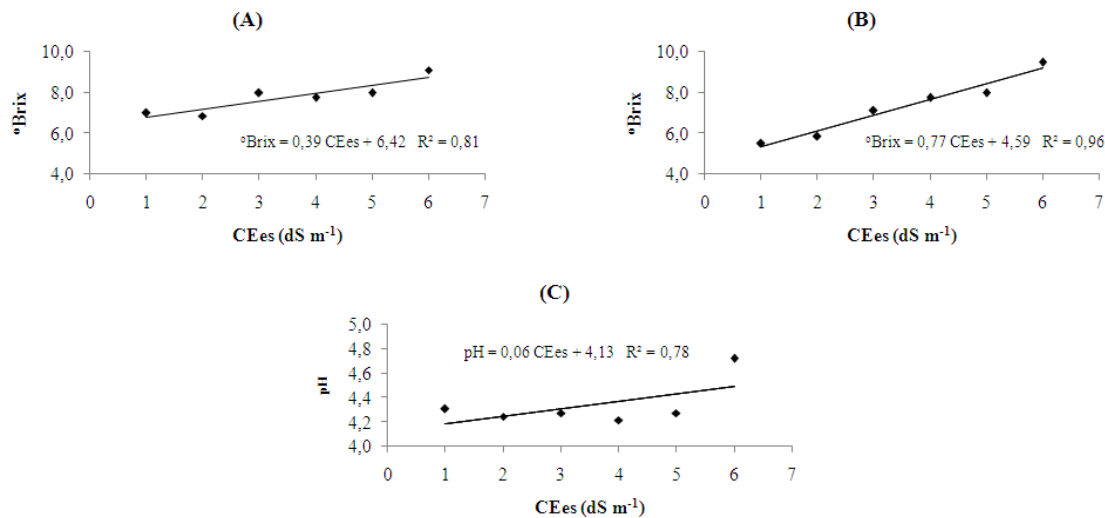 (A)
10,0
8,0
6,0
4,0
ºBrix
ºBrix = 0,39 CEes + 6,42 R² = 0,81
0 1 2 3 4 5 6 7
CEes (dS m⁻¹)
(B)
10,0
8,0
6,0
4,0
ºBrix
ºBrix = 0,77 CEes + 4,59 R² = 0,96
0 1 2 3 4 5 6 7
CEes (dS m⁻¹)
(C)
5,0
4,8
4,6
4,4
4,2
4,0
pH
pH = 0,06 CEes + 4,13 R² = 0,78
0 1 2 3 4 5 6 7
CEes (dS m⁻¹)